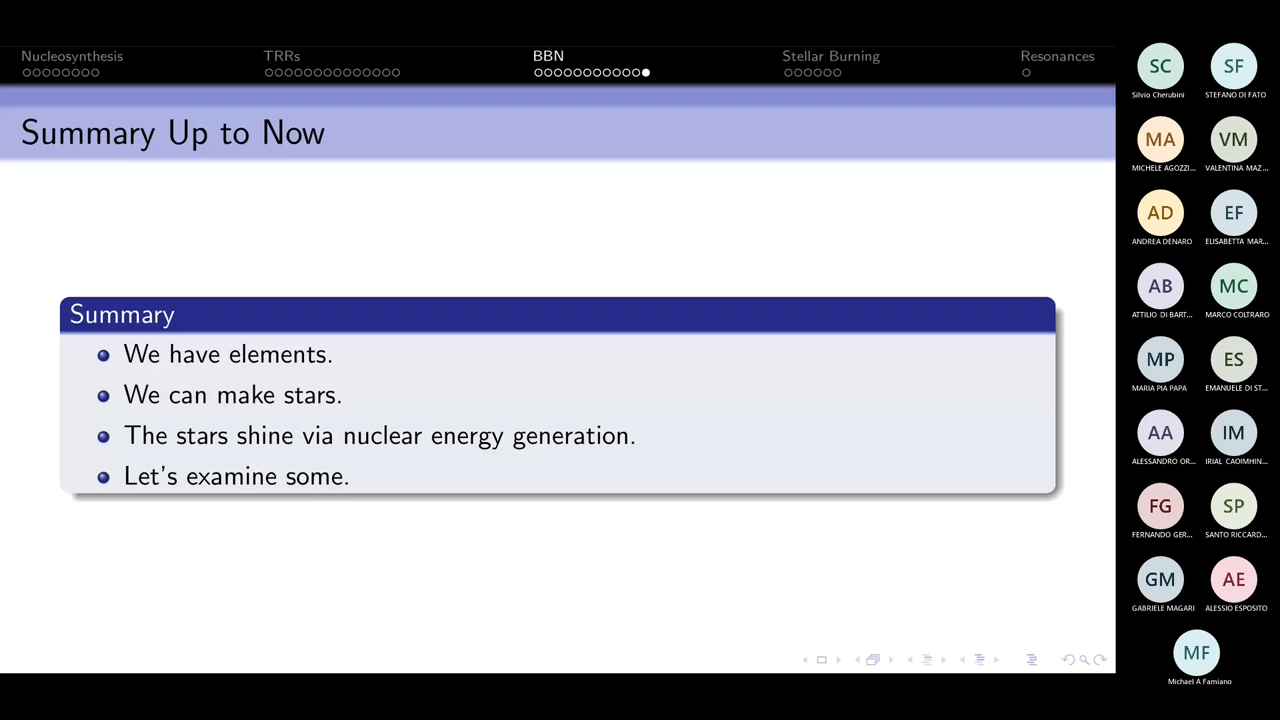 Nucleosynthesis TRRs BBN Stellar Burning Resonances
Summary Up to Now
Summary
We have elements.
We can make stars.
The stars shine via nuclear energy generation.
Let's examine some.
SC SF
Silvio Cherubini STEFANO DI FATO
MA VM
MICHELE AGOZZI... VALENTINA MAZ...
AD EF
ANDREA DENARO ELISABETTA MAR...
AB MC
ATTILIO DI BART... MARCO COLTRARO
MP ES
MARIA PIA PAPA EMANUELE DI ST...
AA IM
ALESSANDRO OR... IRIAL CAOIMHIN...
FG SP
FERNANDO GER... SANTO RICCARD...
GM AE
GABRIELE MAGARI ALESSIO ESPOSITO
MF
Michael A Famiano